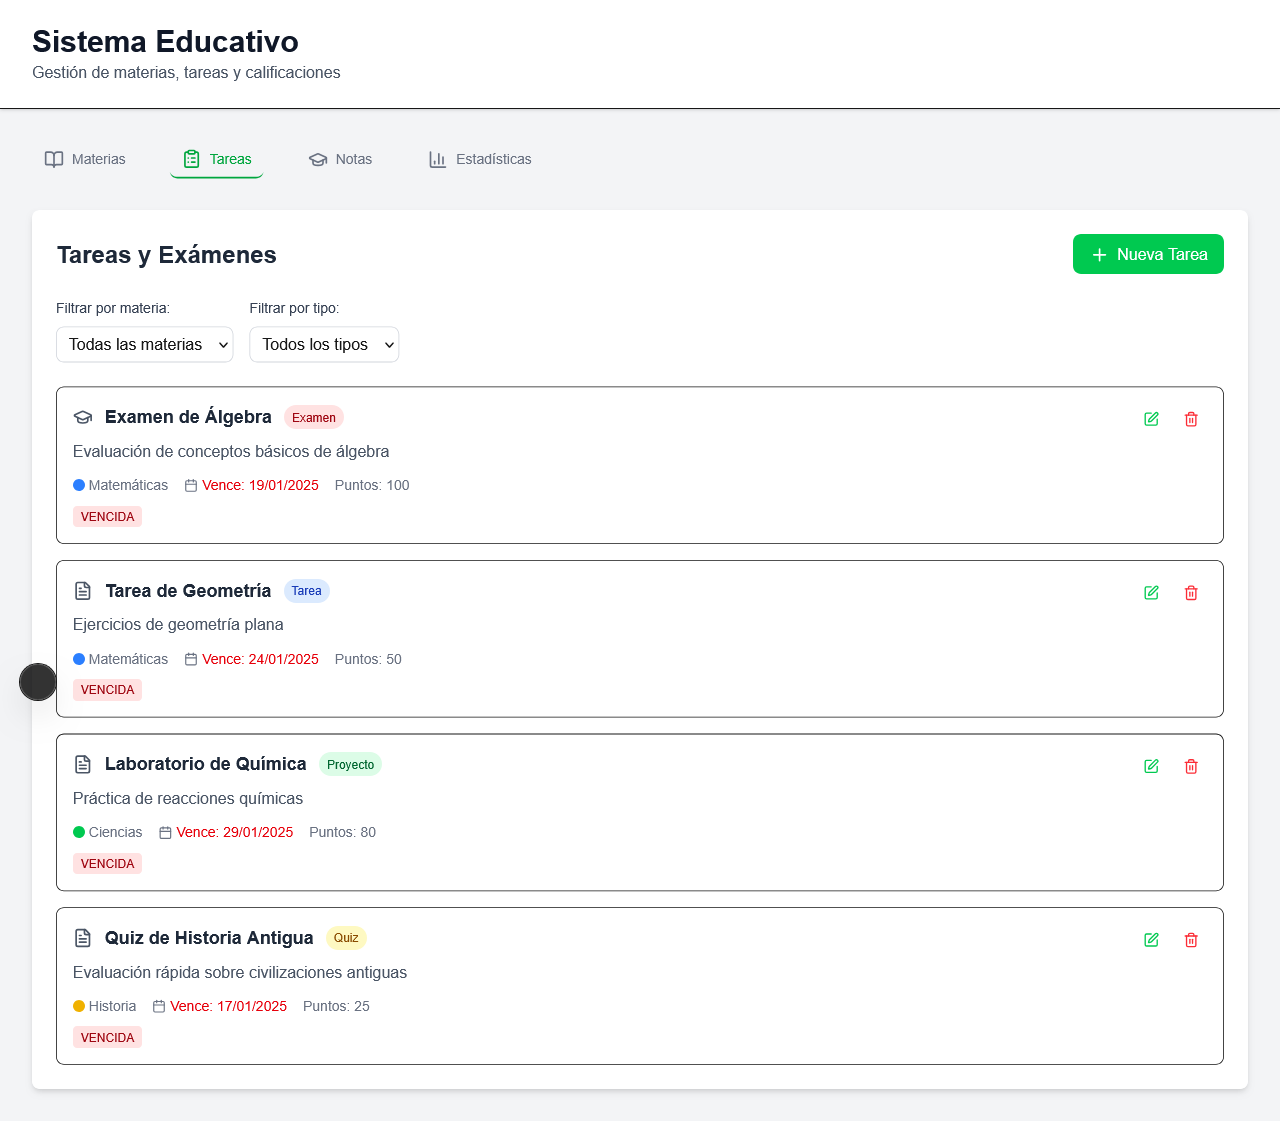 Sistema Educativo
Gestión de materias, tareas y calificaciones
Materias Tareas Notas Estadísticas
Tareas y Exámenes Nueva Tarea
Filtrar por materia: Filtrar por tipo:
Todas las materias Todos los tipos
Examen de Álgebra Examen
Evaluación de conceptos básicos de álgebra
Matemáticas Vence: 19/01/2025 Puntos: 100
VENCIDA
Tarea de Geometría Tarea
Ejercicios de geometría plana
Matemáticas Vence: 24/01/2025 Puntos: 50
VENCIDA
Laboratorio de Química Proyecto
Práctica de reacciones químicas
Ciencias Vence: 29/01/2025 Puntos: 80
VENCIDA
Quiz de Historia Antigua Quiz
Evaluación rápida sobre civilizaciones antiguas
Historia Vence: 17/01/2025 Puntos: 25
VENCIDA